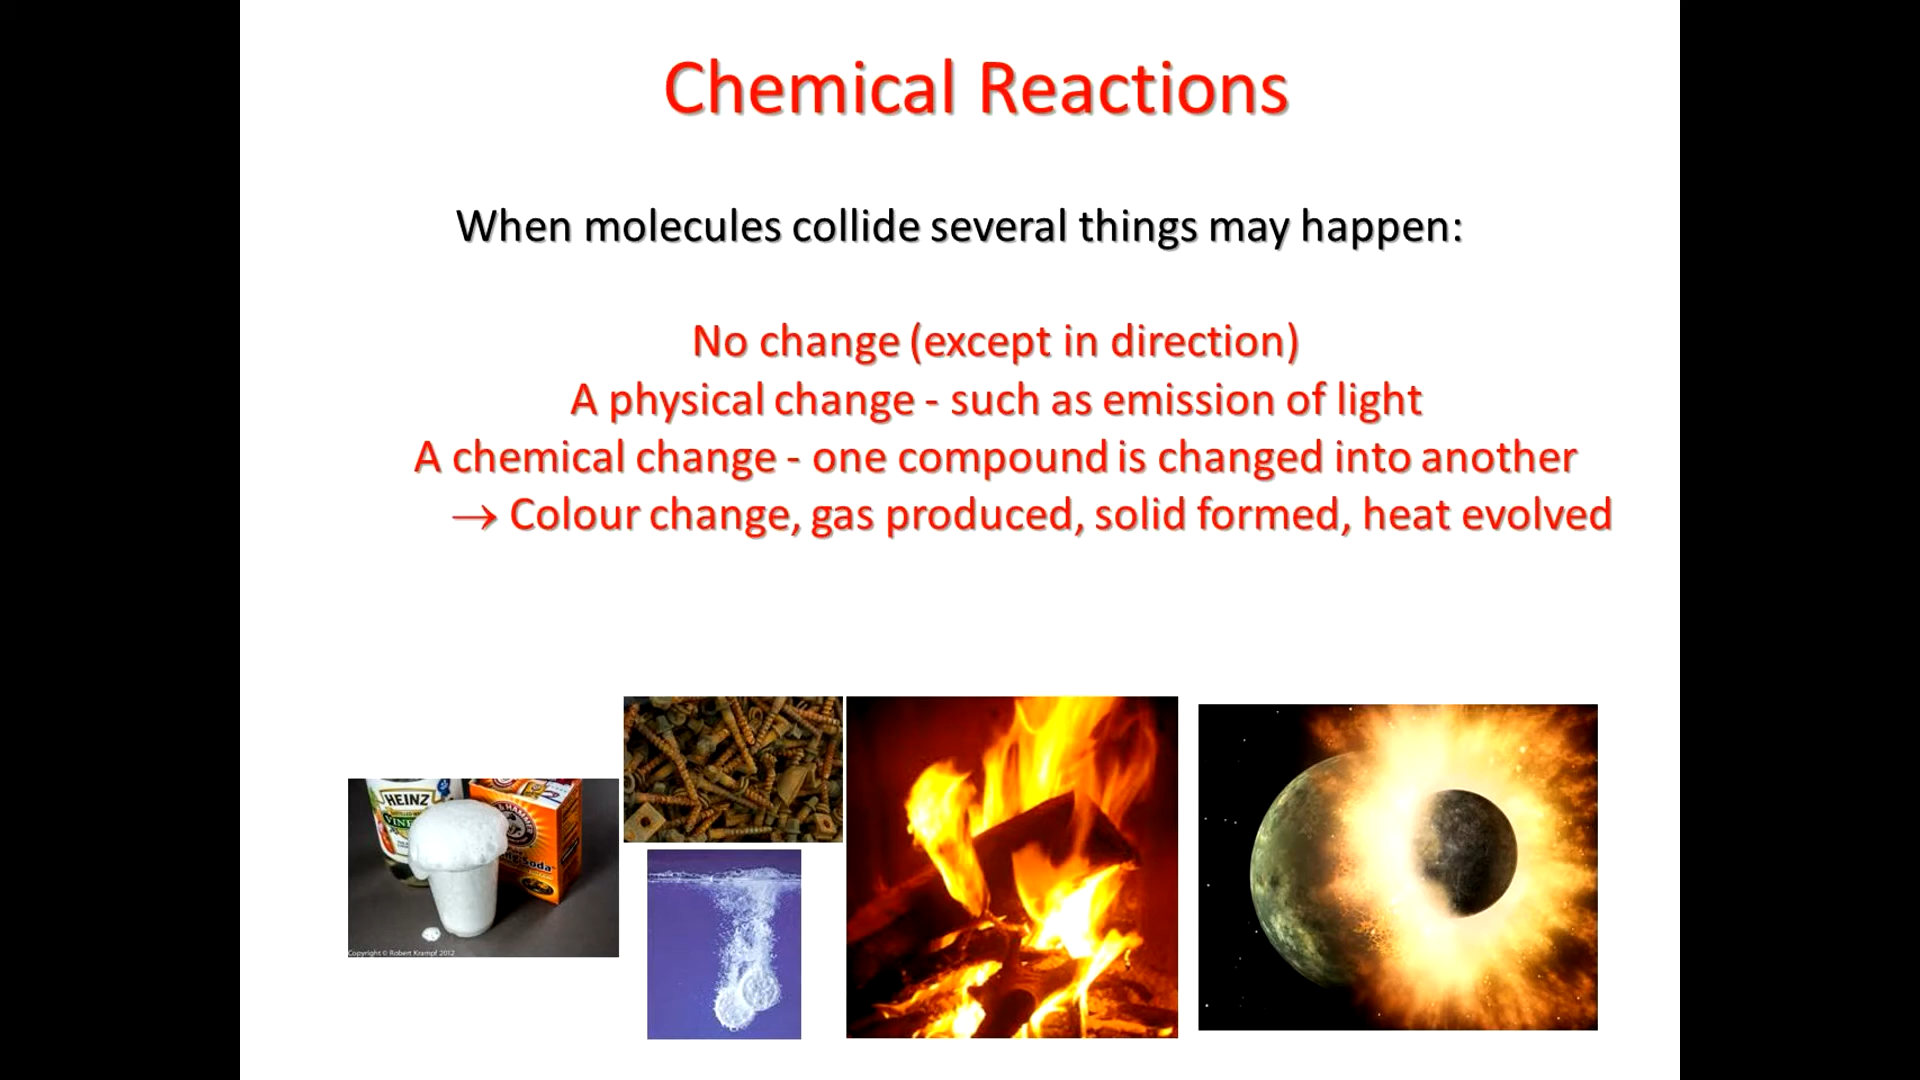 Chemical Reactions
When molecules collide several things may happen:
No change (except in direction)
A physical change - such as emission of light
A chemical change - one compound is changed into another
→ Colour change, gas produced, solid formed, heat evolved
HEINZ
Copyright © Robert Krampf 2012